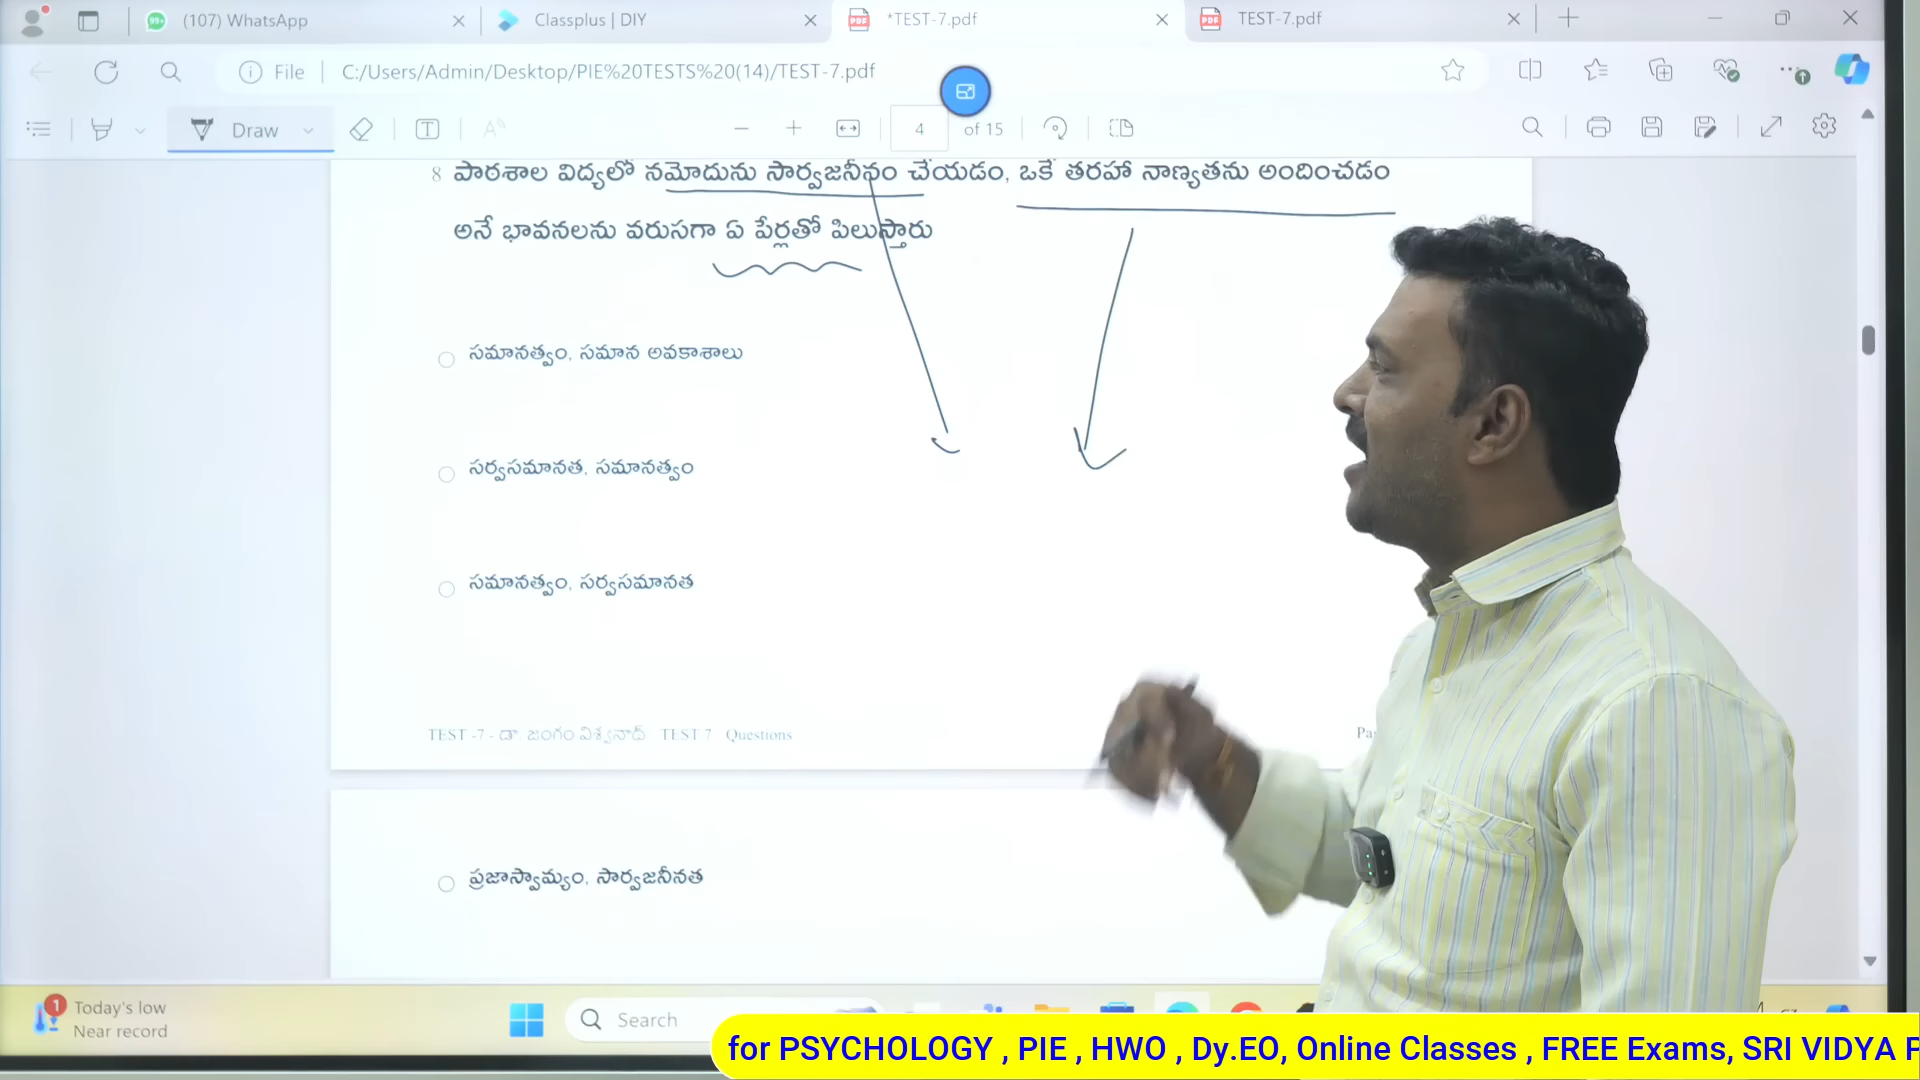 (107) WhatsApp
Classplus | DIY
*TEST-7.pdf
TEST-7.pdf
File
C:/Users/Admin/Desktop/PIE%20TESTS%20(14)/TEST-7.pdf
Draw
4 of 15
8 పాఠశాల విద్యలో నమోదును సార్వజనీనం చేయడం, ఒకే తరహా నాణ్యతను అందించడం
అనే భావనలను వరుసగా ఏ పేర్లతో పిలుస్తారు
సమానత్వం, సమాన అవకాశాలు
సర్వసమానత, సమానత్వం
సమానత్వం, సర్వసమానత
TEST -7 - డా. జంగం విశ్వనాధ్ TEST 7 Questions
ప్రజాస్వామ్యం, సార్వజనీనత
1
Today's low
Near record
Search
for PSYCHOLOGY , PIE , HWO , Dy.EO, Online Classes , FREE Exams, SRI VIDYA